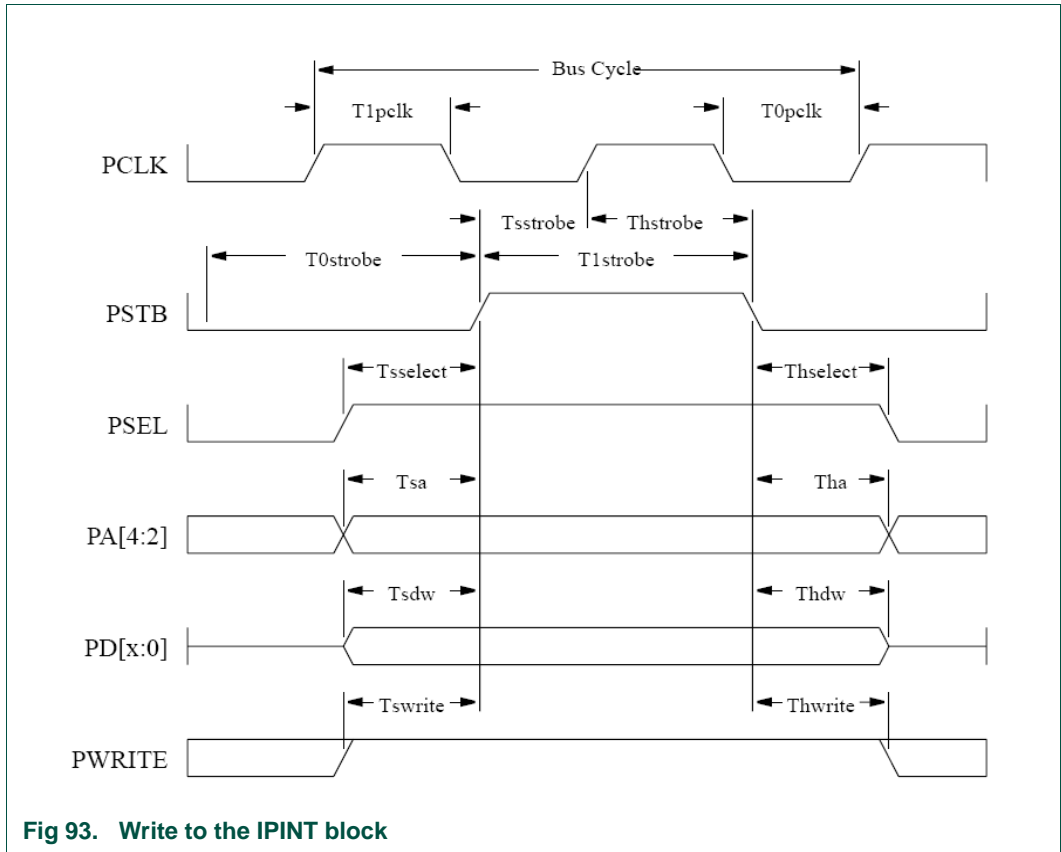 Bus Cycle
T1pclk
T0pclk
PCLK
Tsstrobe
Thstrobe
T0strobe
T1strobe
PSTB
Tsselect
Thselect
PSEL
Tsa
Tha
PA[4:2]
Tsdw
Thdw
PD[x:0]
Tswrite
Thwrite
PWRITE
Fig 93. Write to the IPINT block